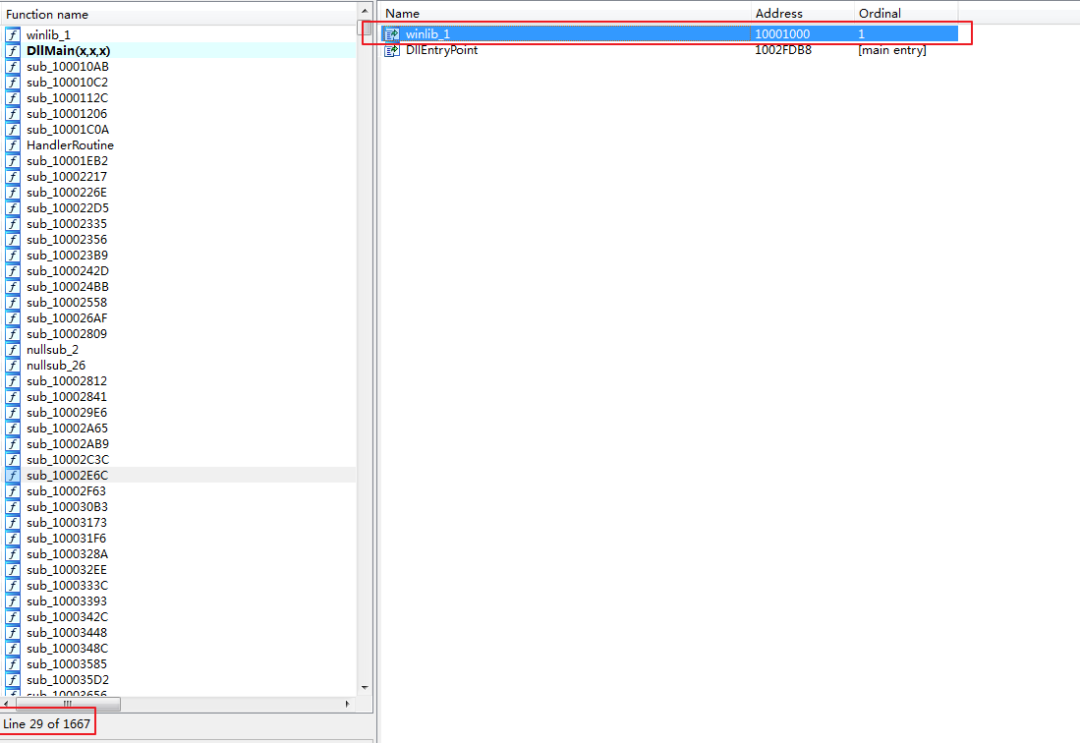 Function name
winlib_1
DllMain(x,x,x)
sub_100010AB
sub_100010C2
sub_1000112C
sub_10001206
sub_10001C0A
HandlerRoutine
sub_10001EB2
sub_10002217
sub_1000226E
sub_100022D5
sub_10002335
sub_10002356
sub_100023B9
sub_1000242D
sub_100024BB
sub_10002558
sub_100026AF
sub_10002809
nullsub_2
nullsub_26
sub_10002812
sub_10002841
sub_100029E6
sub_10002A65
sub_10002AB9
sub_10002C3C
sub_10002E6C
sub_10002F63
sub_100030B3
sub_10003173
sub_100031F6
sub_1000328A
sub_100032EE
sub_1000333C
sub_10003393
sub_1000342C
sub_10003448
sub_1000348C
sub_10003585
sub_100035D2
sub_10003656
Line 29 of 1667
Name Address Ordinal
winlib_1 10001000 1
DllEntryPoint 1002FDB8 [main entry]